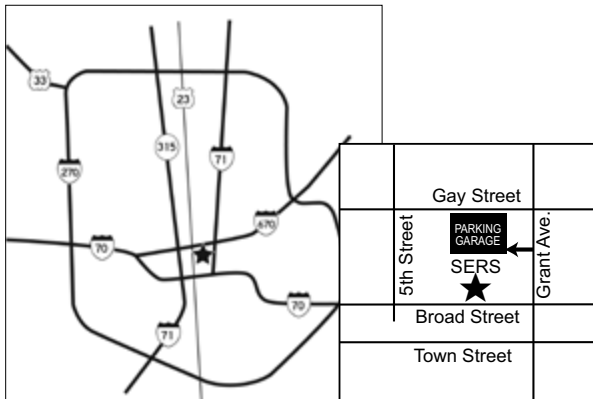 33
23
315
71
270
670
70
70
71
Gay Street
PARKING
GARAGE
5th Street
Grant Ave.
SERS
Broad Street
Town Street